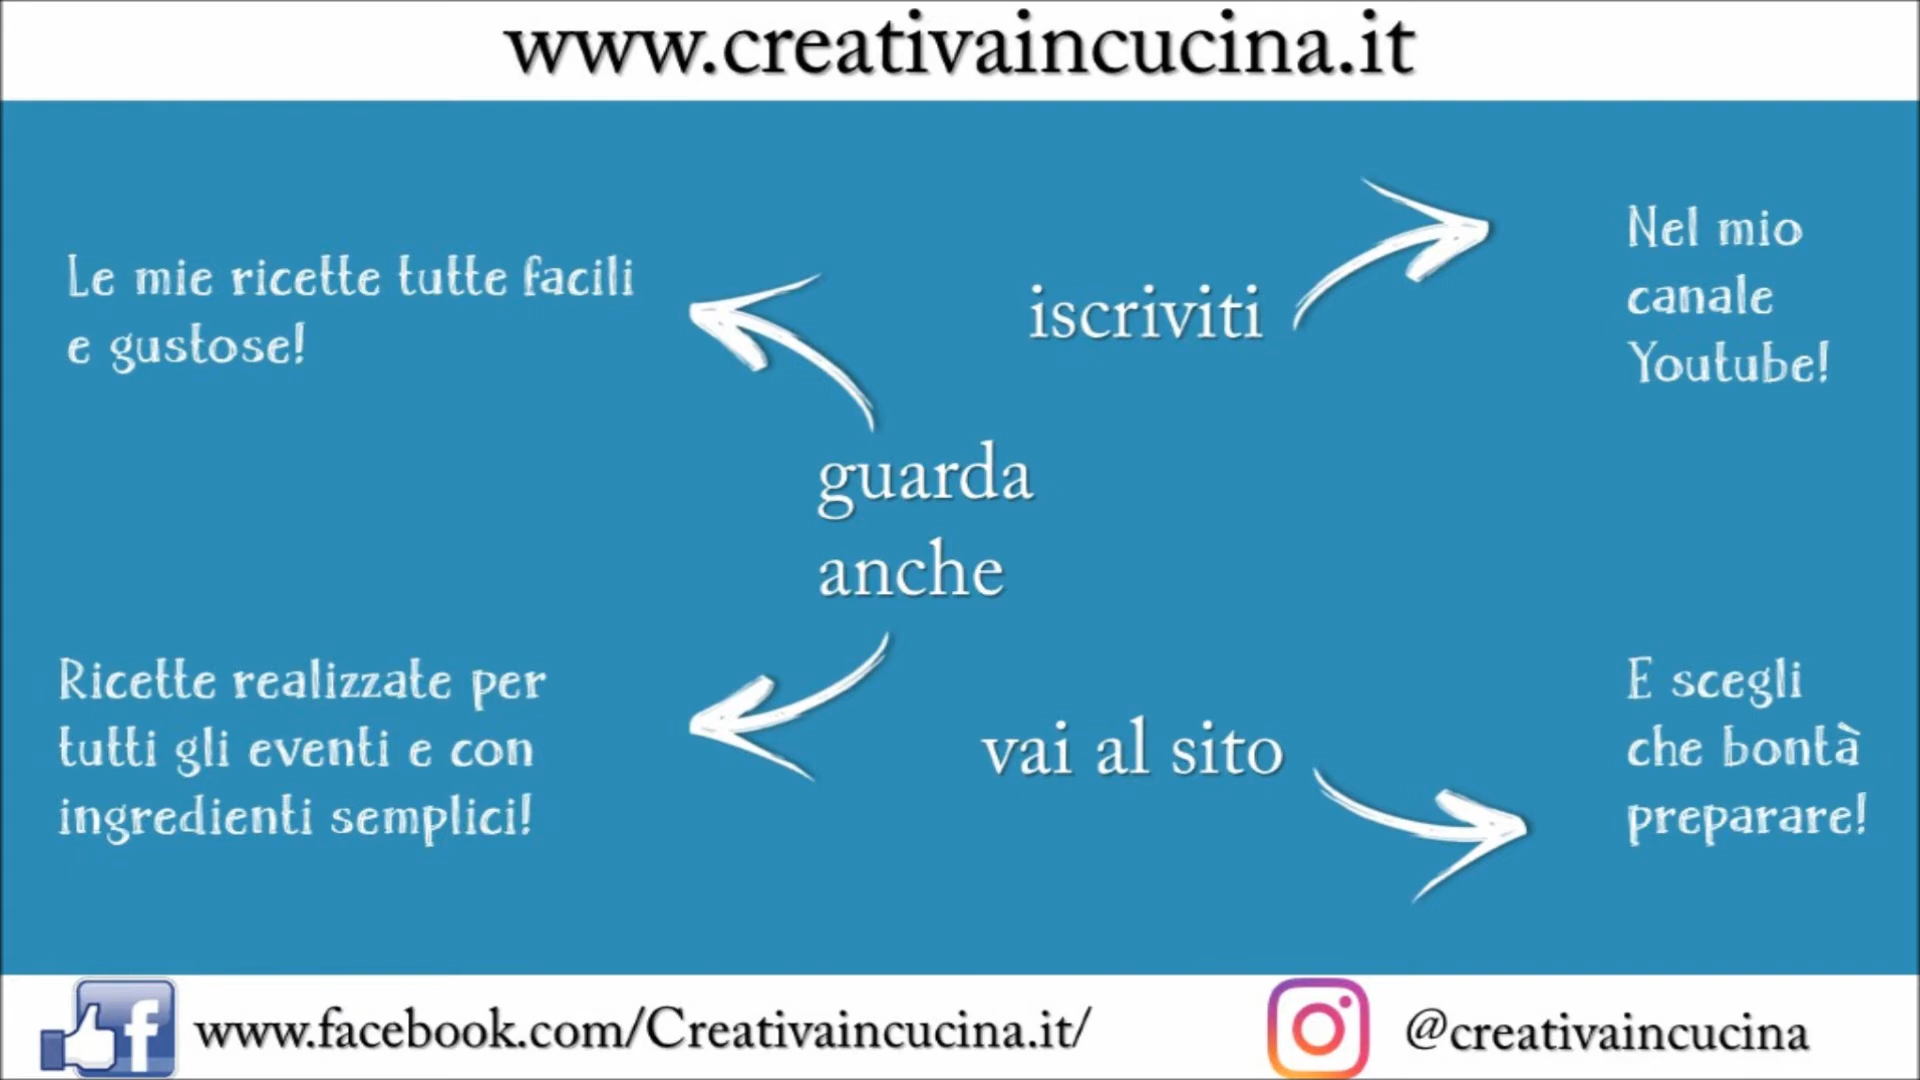 www.creativaincucina.it
Le mie ricette tutte facili
e gustose!
iscriviti
Nel mio
canale
Youtube!
guarda
anche
Ricette realizzate per
tutti gli eventi e con
ingredienti semplici!
vai al sito
E scegli
che bontà
preparare!
www.facebook.com/Creativaincucina.it/
@creativaincucina